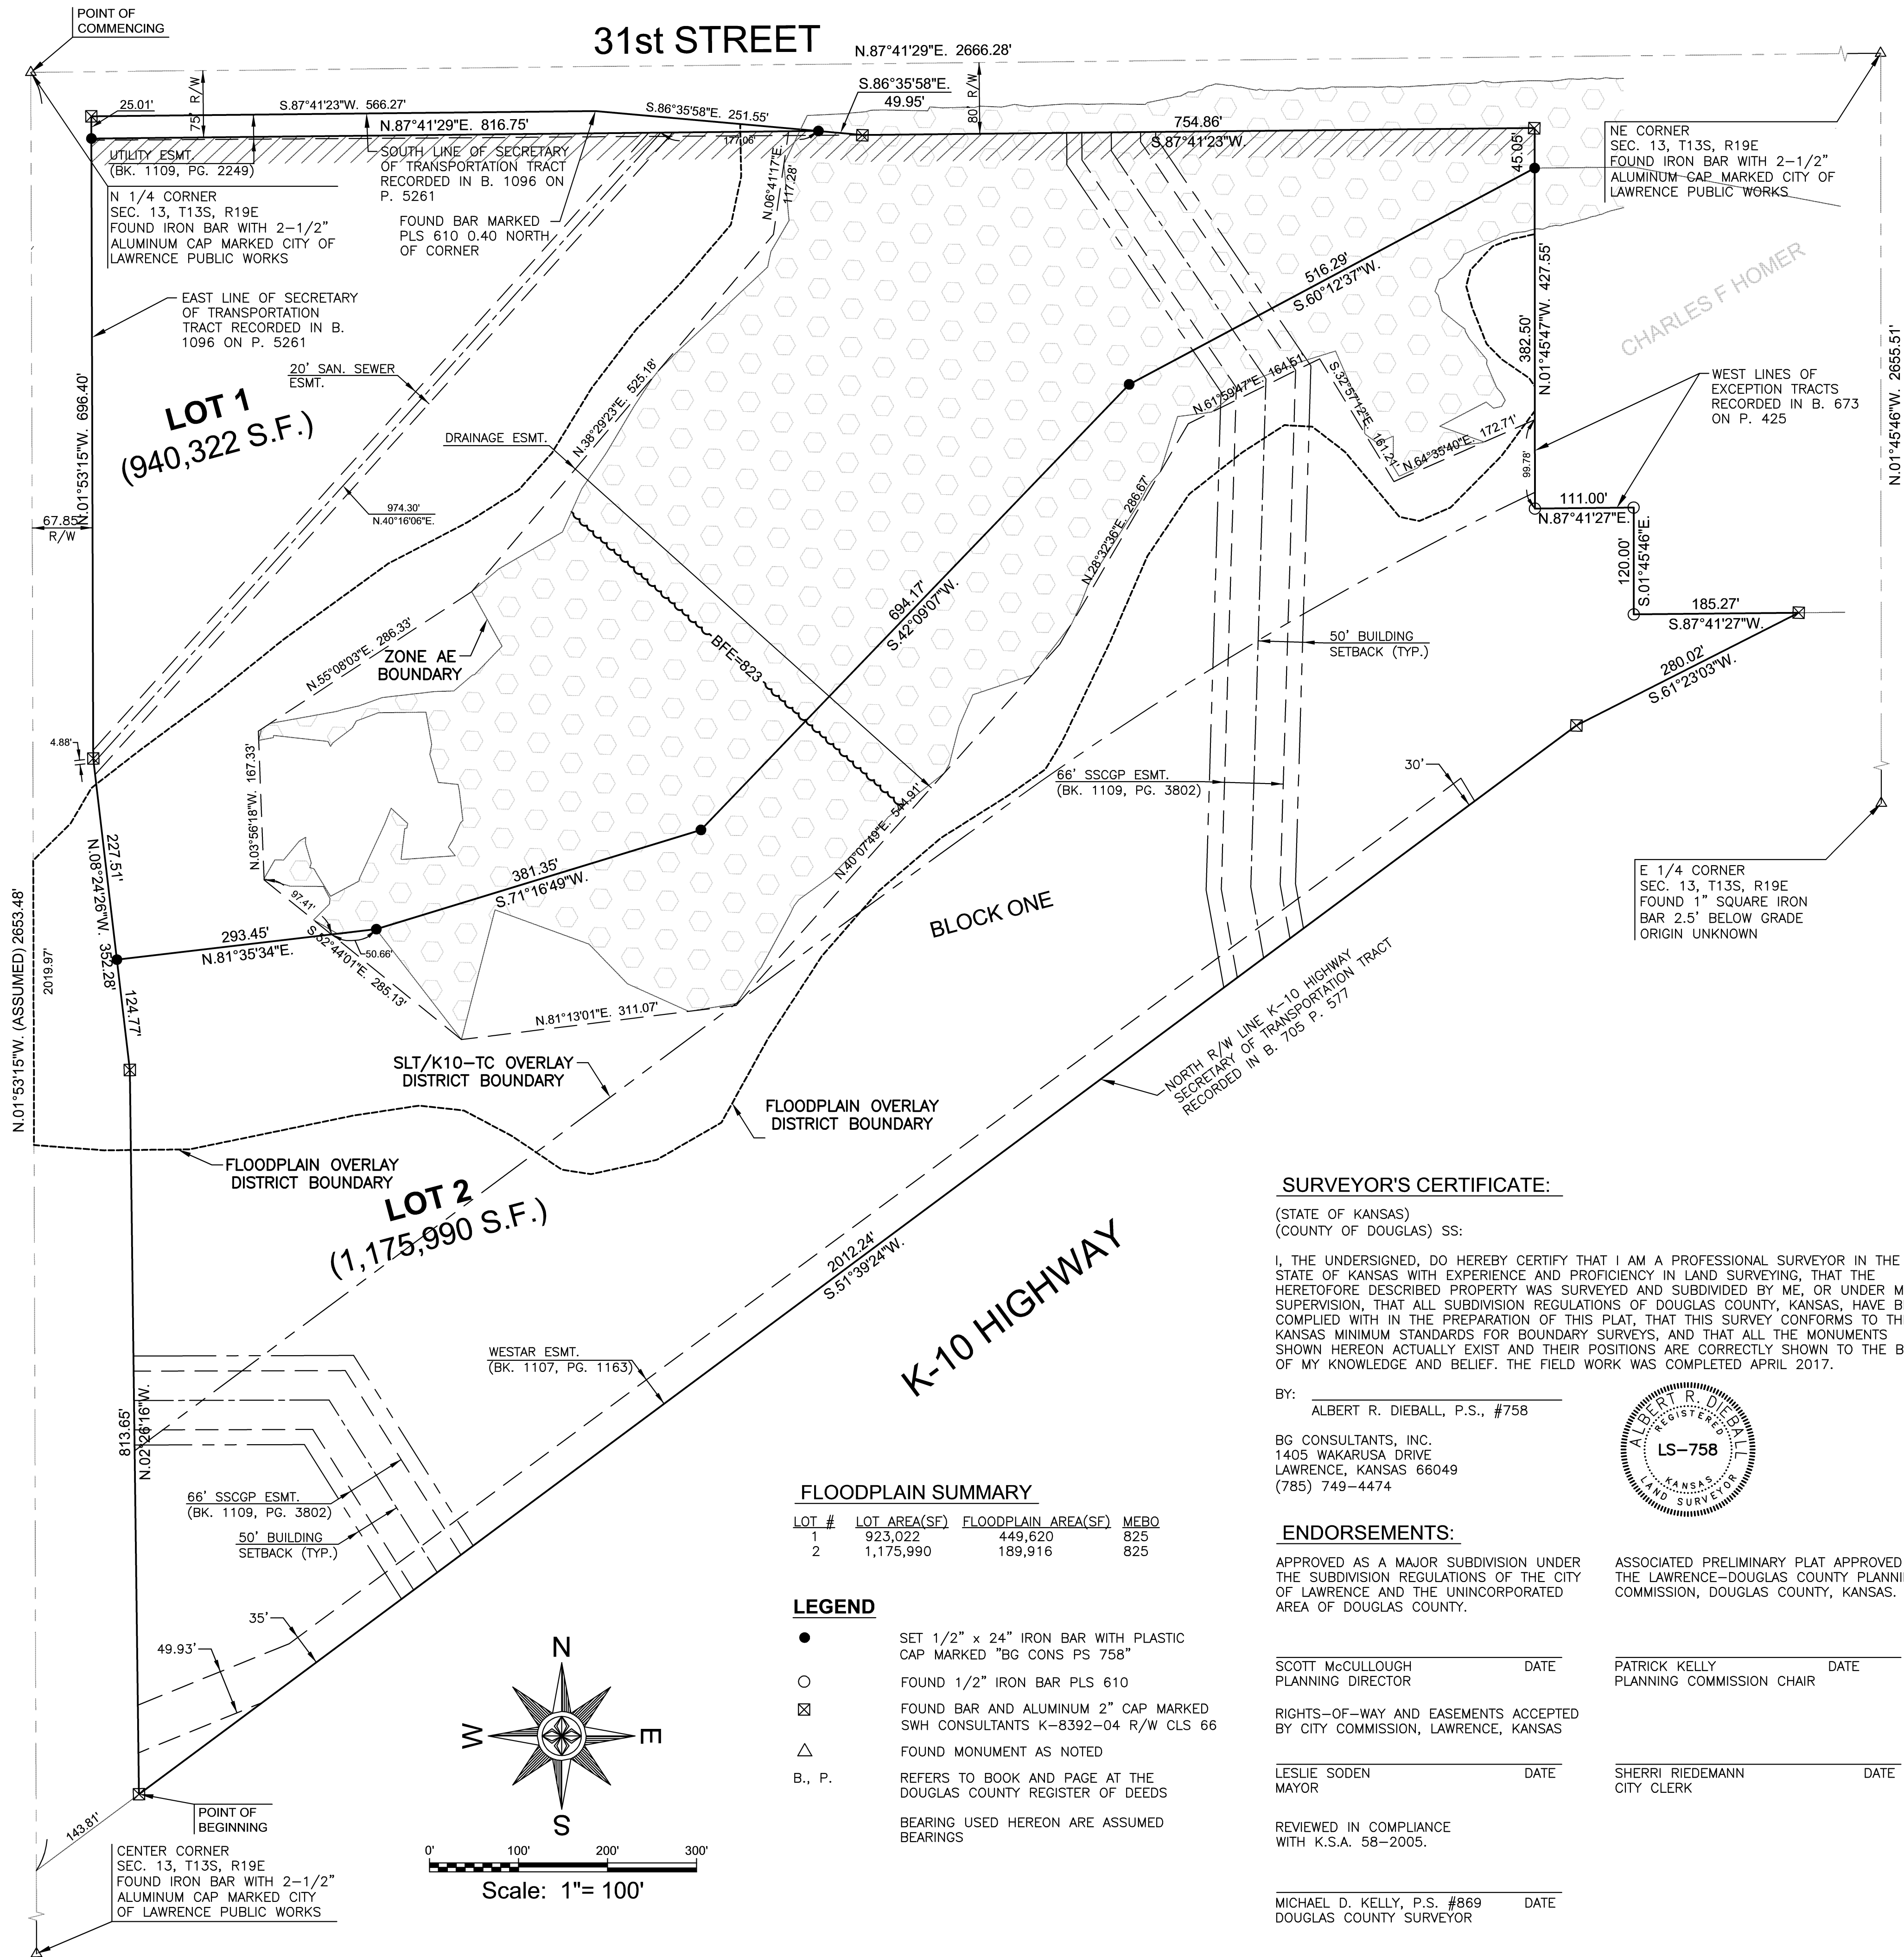 POINT OF
COMMENCING
31st STREET
N.87°41'29"E. 2666.28'
S.86°35'58"E.
49.95'
75' R/W
80' R/W
25.01'
S.87°41'23"W. 566.27'
S.86°35'58"E. 251.55'
N.87°41'29"E. 816.75'
177.06'
754.86'
S.87°41'23"W.
45.05'
UTILITY ESMT.
(BK. 1109, PG. 2249)
SOUTH LINE OF SECRETARY
OF TRANSPORTATION TRACT
RECORDED IN B. 1096 ON
P. 5261
N 1/4 CORNER
SEC. 13, T13S, R19E
FOUND IRON BAR WITH 2-1/2"
ALUMINUM CAP MARKED CITY OF
LAWRENCE PUBLIC WORKS
FOUND BAR MARKED
PLS 610 0.40 NORTH
OF CORNER
N.06°41'17"E.
117.28'
NE CORNER
SEC. 13, T13S, R19E
FOUND IRON BAR WITH 2-1/2"
ALUMINUM CAP MARKED CITY OF
LAWRENCE PUBLIC WORKS
EAST LINE OF SECRETARY
OF TRANSPORTATION
TRACT RECORDED IN B.
1096 ON P. 5261
20' SAN. SEWER
ESMT.
516.29'
S.60°12'37"W.
382.50'
N.01°45'47"W. 427.55'
CHARLES F HOMER
N.01°45'46"W. 2655.51'
LOT 1
(940,322 S.F.)
N.01°53'15"W. 696.40'
DRAINAGE ESMT.
N.38°29'23"E. 525.18'
N.61°59'47"E. 164.51'
S.32°57'12"E. 161.21'
N.64°35'40"E. 172.71'
WEST LINES OF
EXCEPTION TRACTS
RECORDED IN B. 673
ON P. 425
99.78'
974.30'
N.40°16'06"E.
67.85'
R/W
N.28°32'36"E. 286.67'
111.00'
N.87°41'27"E.
120.00'
S.01°45'46"E.
185.27'
S.87°41'27"W.
694.17'
S.42°09'07"W.
N.55°08'03"E. 286.33'
ZONE AE
BOUNDARY
BFE=823
50' BUILDING
SETBACK (TYP.)
280.02'
S.61°23'03"W.
4.88'
N.03°56'18"W. 167.33'
66' SSCGP ESMT.
(BK. 1109, PG. 3802)
30'
N.40°07'49"E. 544.91'
227.51'
N.08°24'26"W. 352.28'
381.35'
S.71°16'49"W.
97.41'
BLOCK ONE
E 1/4 CORNER
SEC. 13, T13S, R19E
FOUND 1" SQUARE IRON
BAR 2.5' BELOW GRADE
ORIGIN UNKNOWN
293.45'
N.81°35'34"E.
50.66'
S.52°44'01"E. 285.13'
N.01°53'15"W. (ASSUMED) 2653.48'
2019.97'
124.77'
N.81°13'01"E. 311.07'
NORTH R/W LINE K-10 HIGHWAY
SECRETARY OF TRANSPORTATION TRACT
RECORDED IN B. 705 P. 577
SLT/K10-TC OVERLAY
DISTRICT BOUNDARY
FLOODPLAIN OVERLAY
DISTRICT BOUNDARY
FLOODPLAIN OVERLAY
DISTRICT BOUNDARY
LOT 2
(1,175,990 S.F.)
2012.24'
S.51°39'24"W.
K-10 HIGHWAY
WESTAR ESMT.
(BK. 1107, PG. 1163)
813.65'
N.02°26'16"W.
66' SSCGP ESMT.
(BK. 1109, PG. 3802)
50' BUILDING
SETBACK (TYP.)
35'
49.93'
143.81'
POINT OF
BEGINNING
CENTER CORNER
SEC. 13, T13S, R19E
FOUND IRON BAR WITH 2-1/2"
ALUMINUM CAP MARKED CITY
OF LAWRENCE PUBLIC WORKS
N
W
E
S
0' 100' 200' 300'
Scale: 1"= 100'
FLOODPLAIN SUMMARY
LOT # LOT AREA(SF) FLOODPLAIN AREA(SF) MEBO
1 923,022 449,620 825
2 1,175,990 189,916 825
LEGEND
SET 1/2" x 24" IRON BAR WITH PLASTIC
CAP MARKED "BG CONS PS 758"
FOUND 1/2" IRON BAR PLS 610
FOUND BAR AND ALUMINUM 2" CAP MARKED
SWH CONSULTANTS K-8392-04 R/W CLS 66
FOUND MONUMENT AS NOTED
B., P. REFERS TO BOOK AND PAGE AT THE
DOUGLAS COUNTY REGISTER OF DEEDS
BEARING USED HEREON ARE ASSUMED
BEARINGS
SURVEYOR'S CERTIFICATE:
(STATE OF KANSAS)
(COUNTY OF DOUGLAS) SS:
I, THE UNDERSIGNED, DO HEREBY CERTIFY THAT I AM A PROFESSIONAL SURVEYOR IN THE
STATE OF KANSAS WITH EXPERIENCE AND PROFICIENCY IN LAND SURVEYING, THAT THE
HERETOFORE DESCRIBED PROPERTY WAS SURVEYED AND SUBDIVIDED BY ME, OR UNDER M
SUPERVISION, THAT ALL SUBDIVISION REGULATIONS OF DOUGLAS COUNTY, KANSAS, HAVE B
COMPLIED WITH IN THE PREPARATION OF THIS PLAT, THAT THIS SURVEY CONFORMS TO TH
KANSAS MINIMUM STANDARDS FOR BOUNDARY SURVEYS, AND THAT ALL THE MONUMENTS
SHOWN HEREON ACTUALLY EXIST AND THEIR POSITIONS ARE CORRECTLY SHOWN TO THE B
OF MY KNOWLEDGE AND BELIEF. THE FIELD WORK WAS COMPLETED APRIL 2017.
BY:
ALBERT R. DIEBALL, P.S., #758
BG CONSULTANTS, INC.
1405 WAKARUSA DRIVE
LAWRENCE, KANSAS 66049
(785) 749-4474
ALBERT R. DIEBALL
REGISTERED
LS-758
KANSAS
LAND SURVEYOR
ENDORSEMENTS:
APPROVED AS A MAJOR SUBDIVISION UNDER
THE SUBDIVISION REGULATIONS OF THE CITY
OF LAWRENCE AND THE UNINCORPORATED
AREA OF DOUGLAS COUNTY.
ASSOCIATED PRELIMINARY PLAT APPROVED
THE LAWRENCE-DOUGLAS COUNTY PLANNI
COMMISSION, DOUGLAS COUNTY, KANSAS.
SCOTT McCULLOUGH DATE
PLANNING DIRECTOR
PATRICK KELLY DATE
PLANNING COMMISSION CHAIR
RIGHTS-OF-WAY AND EASEMENTS ACCEPTED
BY CITY COMMISSION, LAWRENCE, KANSAS
LESLIE SODEN DATE
MAYOR
SHERRI RIEDEMANN DATE
CITY CLERK
REVIEWED IN COMPLIANCE
WITH K.S.A. 58-2005.
MICHAEL D. KELLY, P.S. #869 DATE
DOUGLAS COUNTY SURVEYOR